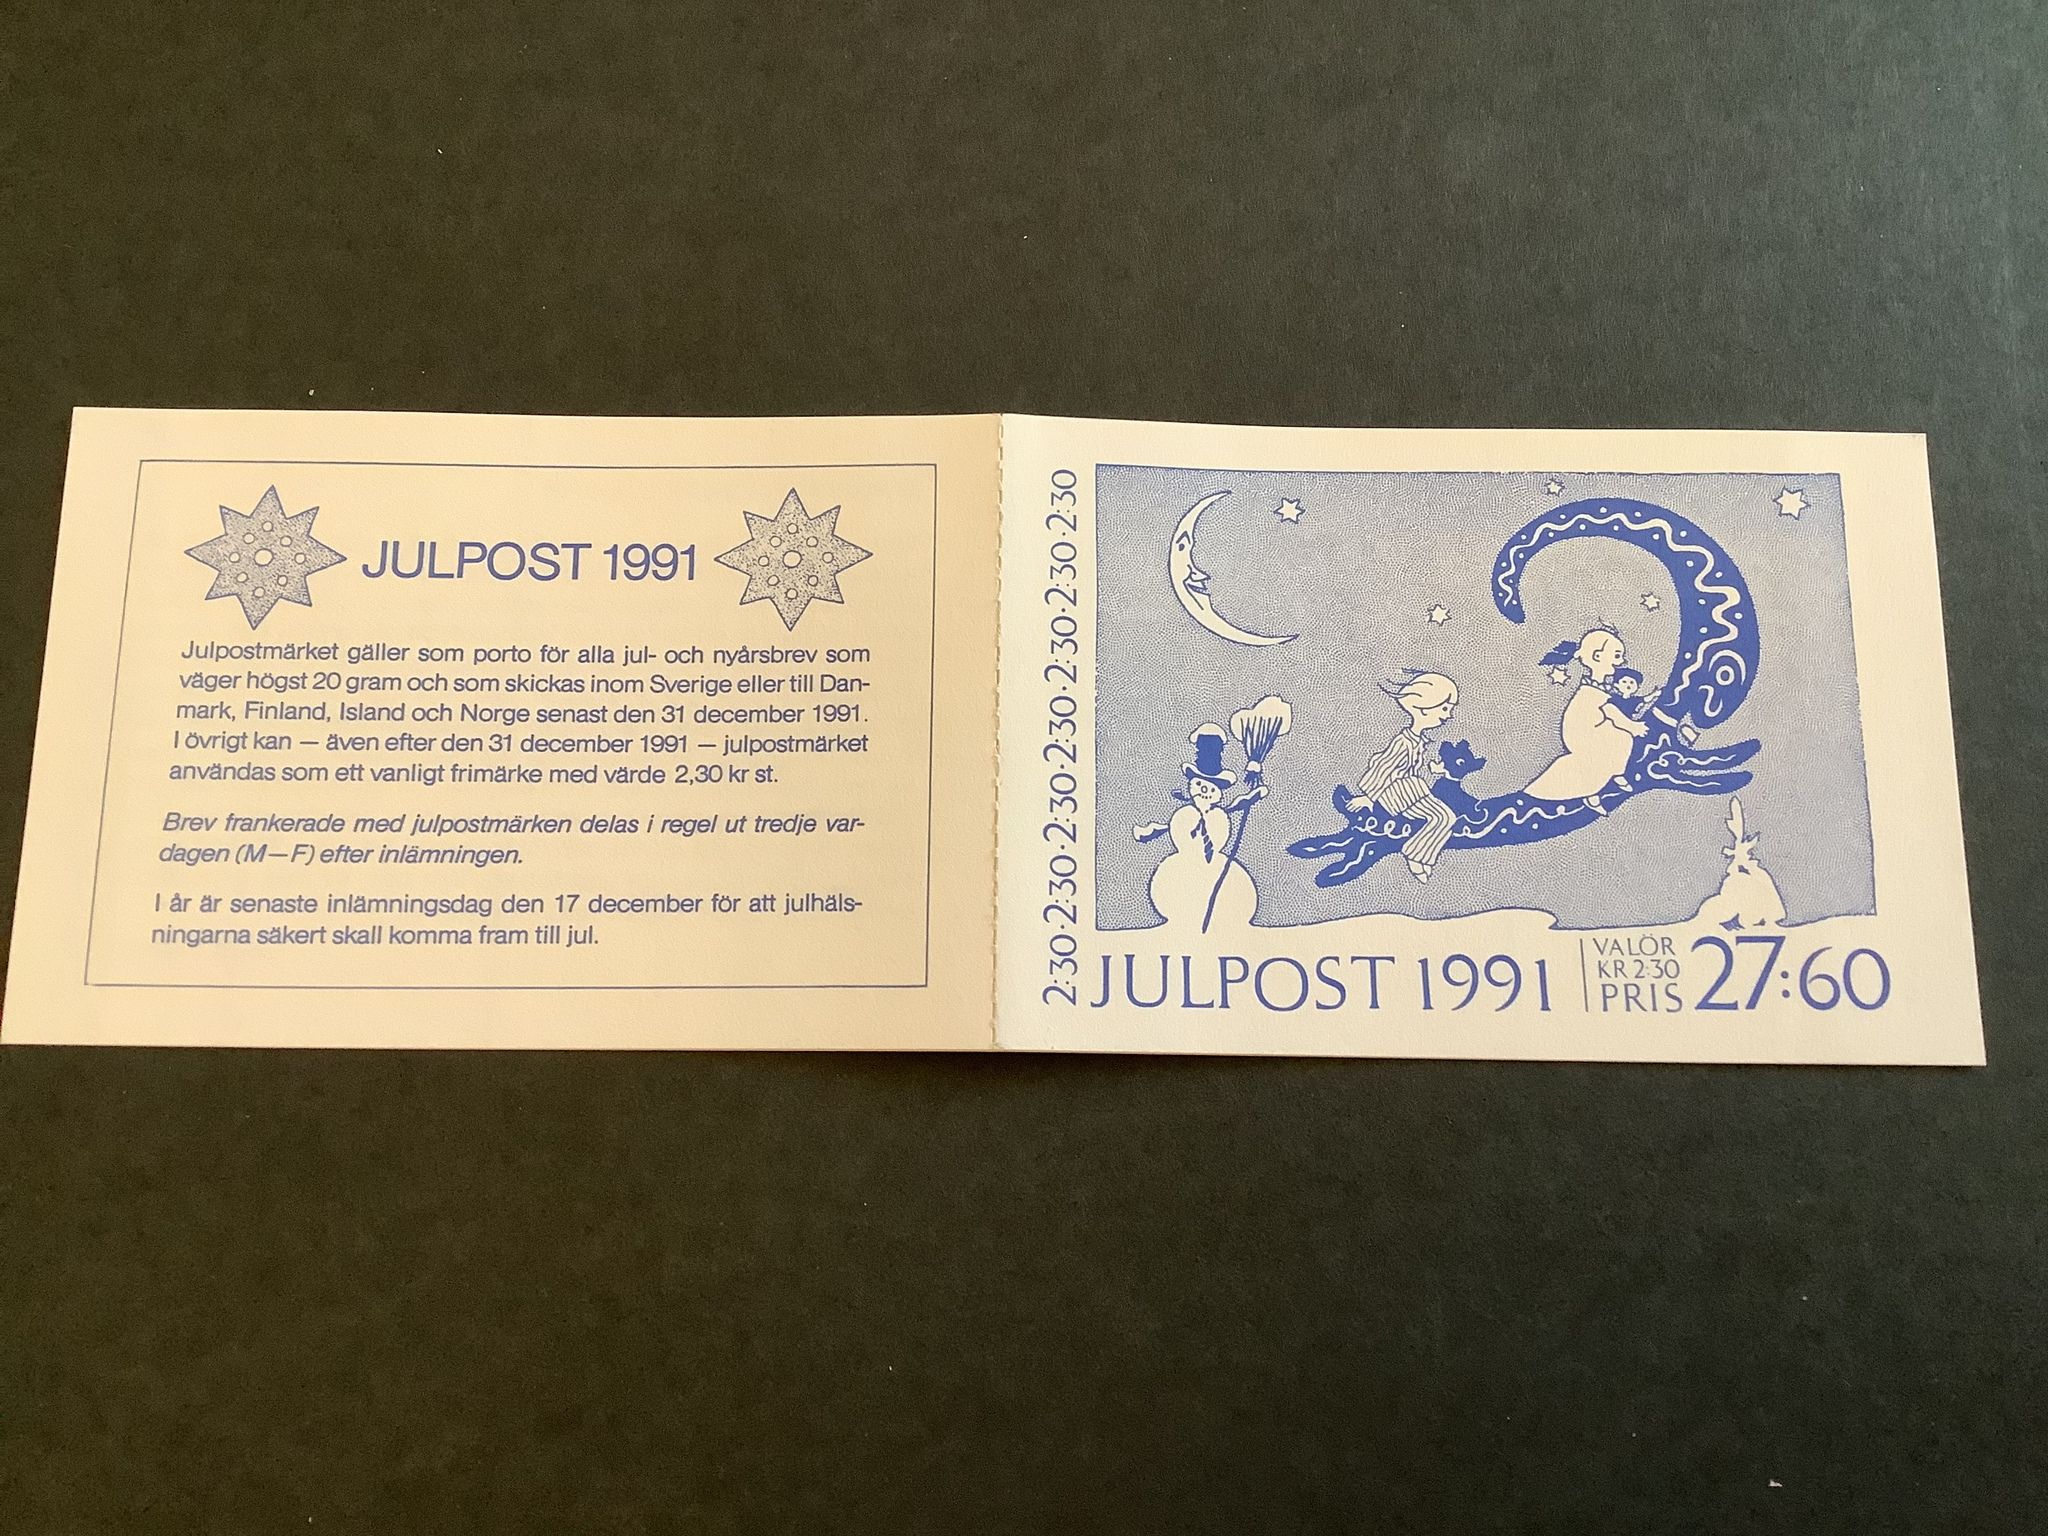 JULPOST 1991
Julpostmärket gäller som porto för alla jul- och nyårsbrev som
väger högst 20 gram och som skickas inom Sverige eller till Dan-
mark, Finland, Island och Norge senast den 31 december 1991.
I övrigt kan — även efter den 31 december 1991 — julpostmärket
användas som ett vanligt frimärke med värde 2,30 kr st.
Brev frankerade med julpostmärken delas i regel ut tredje var-
dagen (M—F) efter inlämningen.
I år är senaste inlämningsdag den 17 december för att julhäls-
ningarna säkert skall komma fram till jul.
2:30·2:30·2:30·2:30·2:30·2:30·2:30
JULPOST 1991
VALÖR
KR 2:30
PRIS 27:60